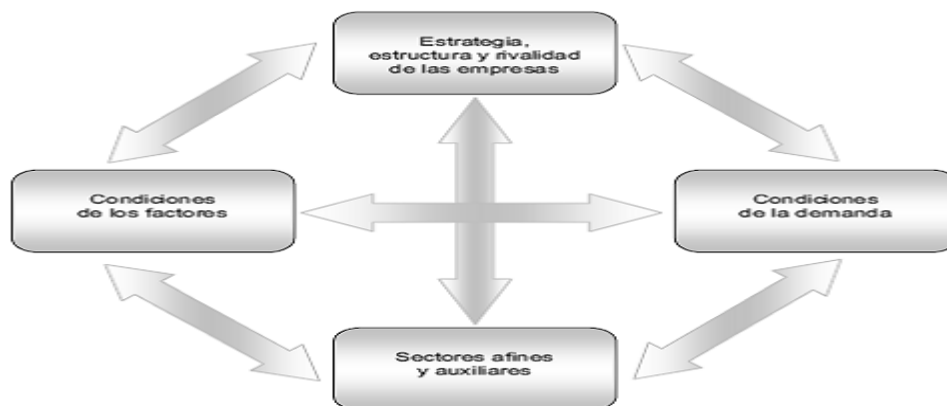 Estrategia,
estructura y rivalidad
de las empresas
Condiciones
de los factores
Condiciones
de la demanda
Sectores afines
y auxiliares